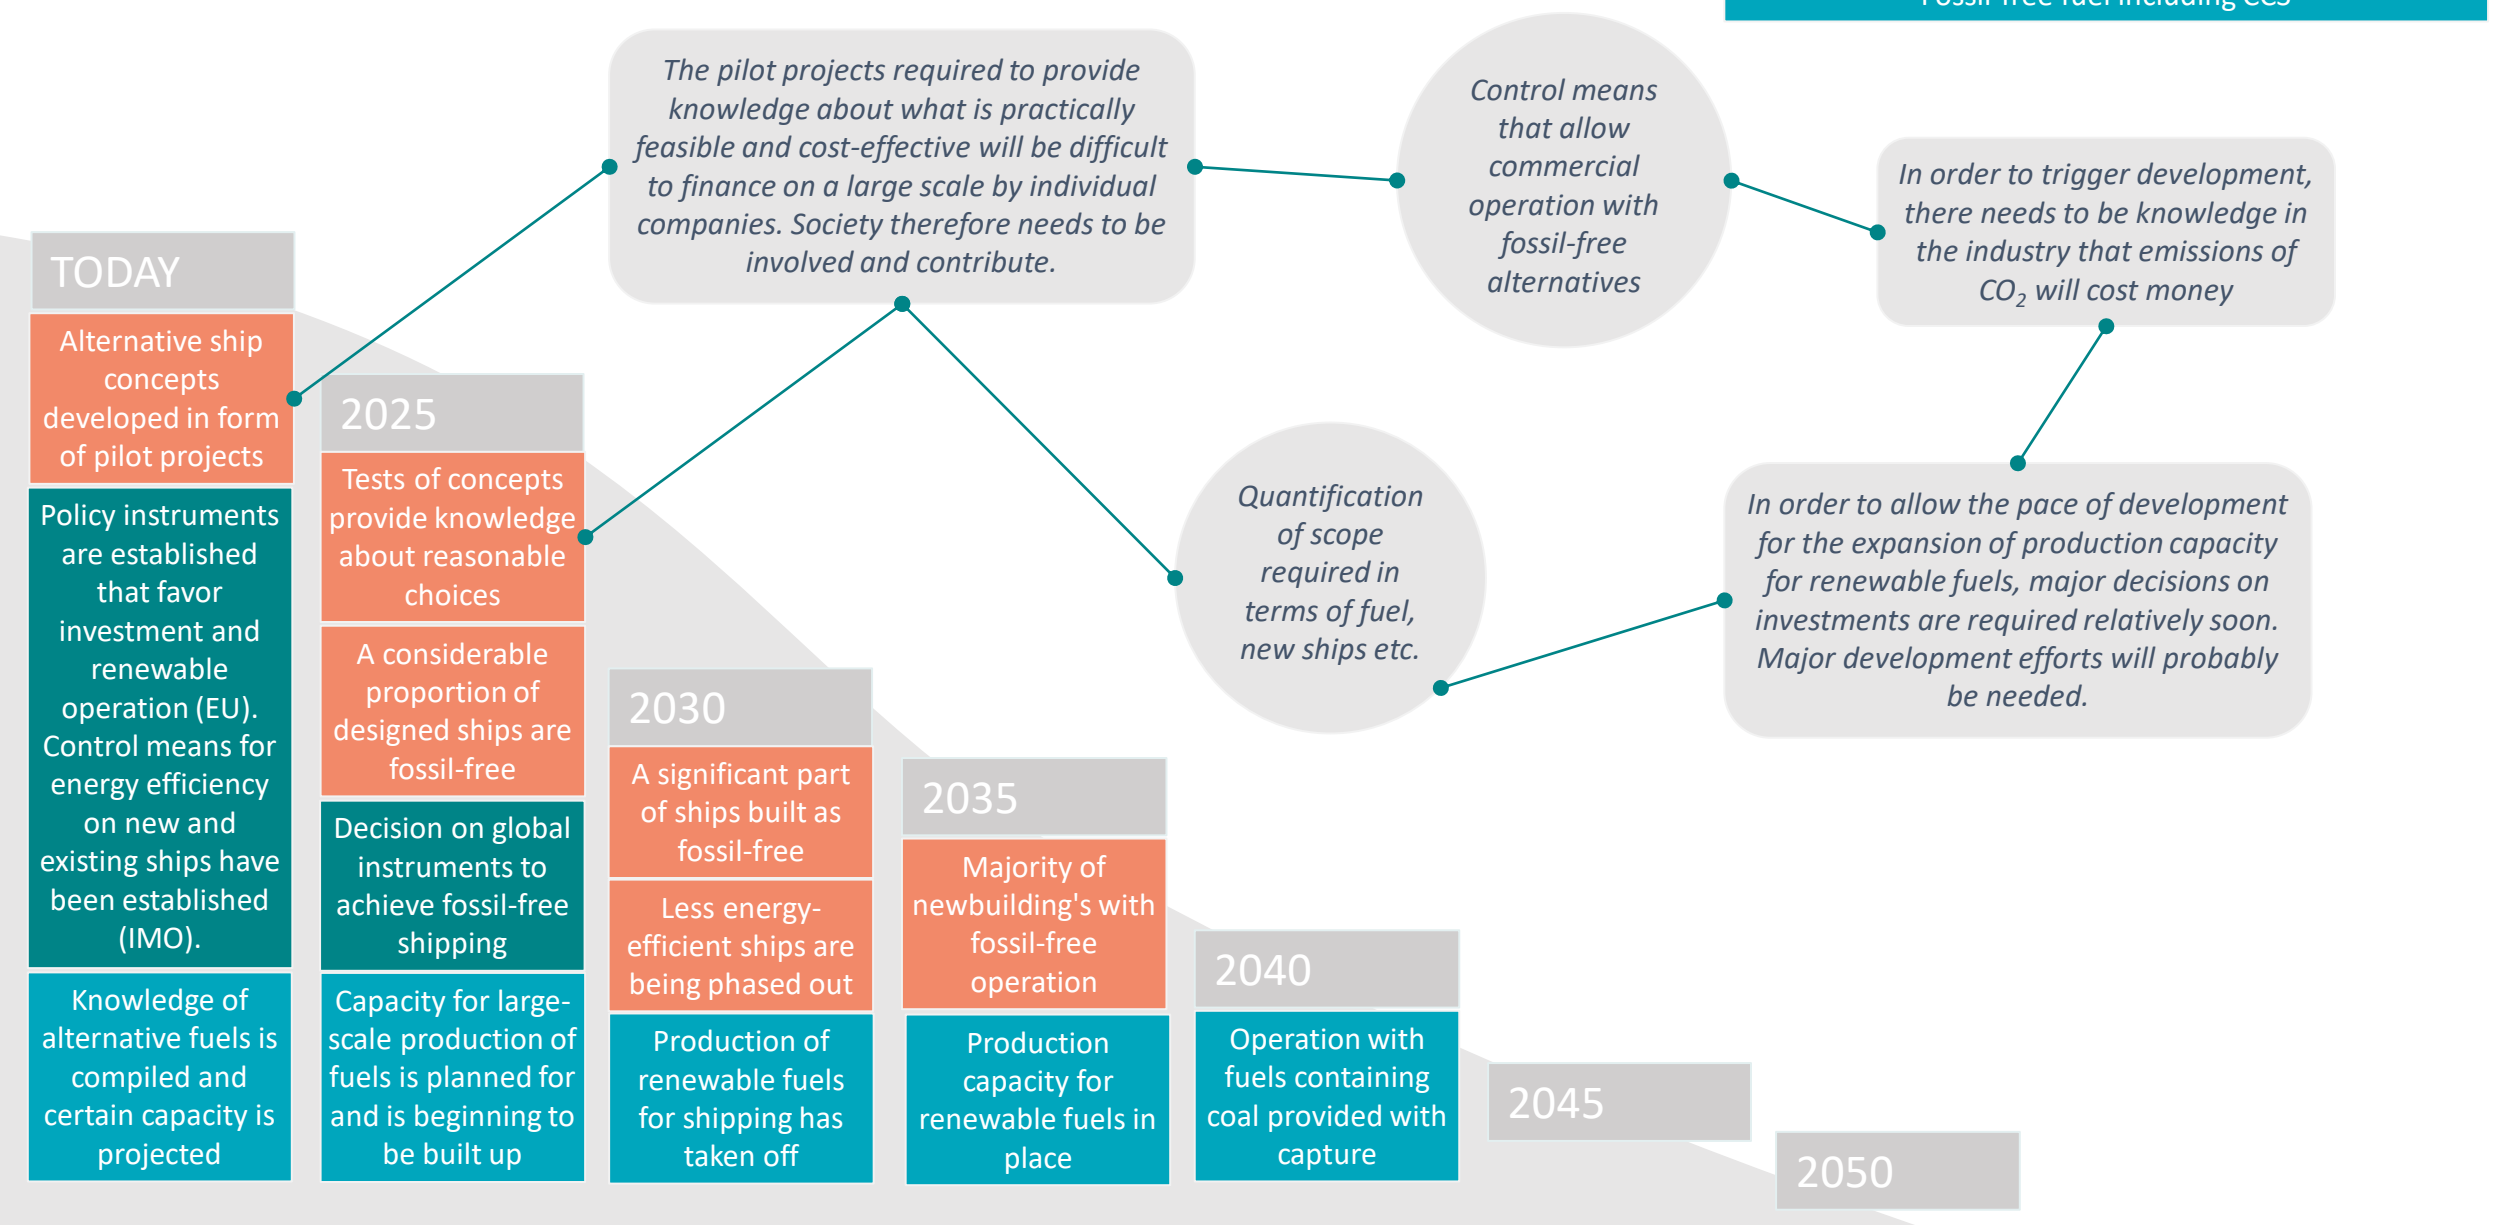 Fossil-free fuel including CCS
The pilot projects required to provide
knowledge about what is practically
feasible and cost-effective will be difficult
to finance on a large scale by individual
companies. Society therefore needs to be
involved and contribute.
Control means
that allow
commercial
operation with
fossil-free
alternatives
In order to trigger development,
there needs to be knowledge in
the industry that emissions of
CO2 will cost money
Quantification
of scope
required in
terms of fuel,
new ships etc.
In order to allow the pace of development
for the expansion of production capacity
for renewable fuels, major decisions on
investments are required relatively soon.
Major development efforts will probably
be needed.
TODAY
Alternative ship
concepts
developed in form
of pilot projects
Policy instruments
are established
that favor
investment and
renewable
operation (EU).
Control means for
energy efficiency
on new and
existing ships have
been established
(IMO).
Knowledge of
alternative fuels is
compiled and
certain capacity is
projected
2025
Tests of concepts
provide knowledge
about reasonable
choices
A considerable
proportion of
designed ships are
fossil-free
Decision on global
instruments to
achieve fossil-free
shipping
Capacity for large-
scale production of
fuels is planned for
and is beginning to
be built up
2030
A significant part
of ships built as
fossil-free
Less energy-
efficient ships are
being phased out
Production of
renewable fuels
for shipping has
taken off
2035
Majority of
newbuilding's with
fossil-free
operation
Production
capacity for
renewable fuels in
place
2040
Operation with
fuels containing
coal provided with
capture
2045
2050